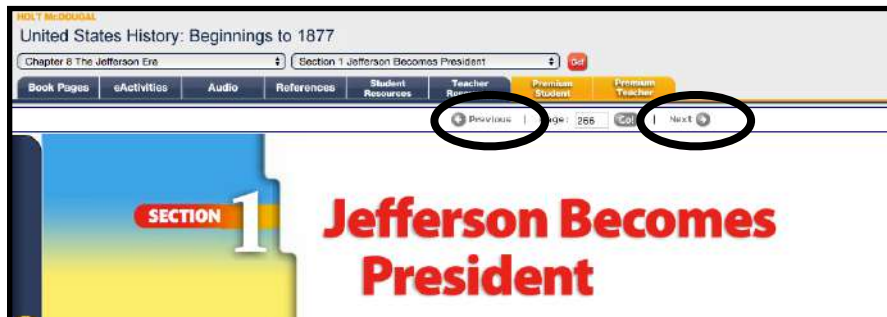 HOLT McDOUGAL
United States History: Beginnings to 1877
Chapter 8 The Jefferson Era Section 1 Jefferson Becomes President Go!
Book Pages eActivities Audio References Student Resources Teacher Premium Student Premium Teacher
Previous | Page: 266 Go! | Next
SECTION 1 Jefferson Becomes
President